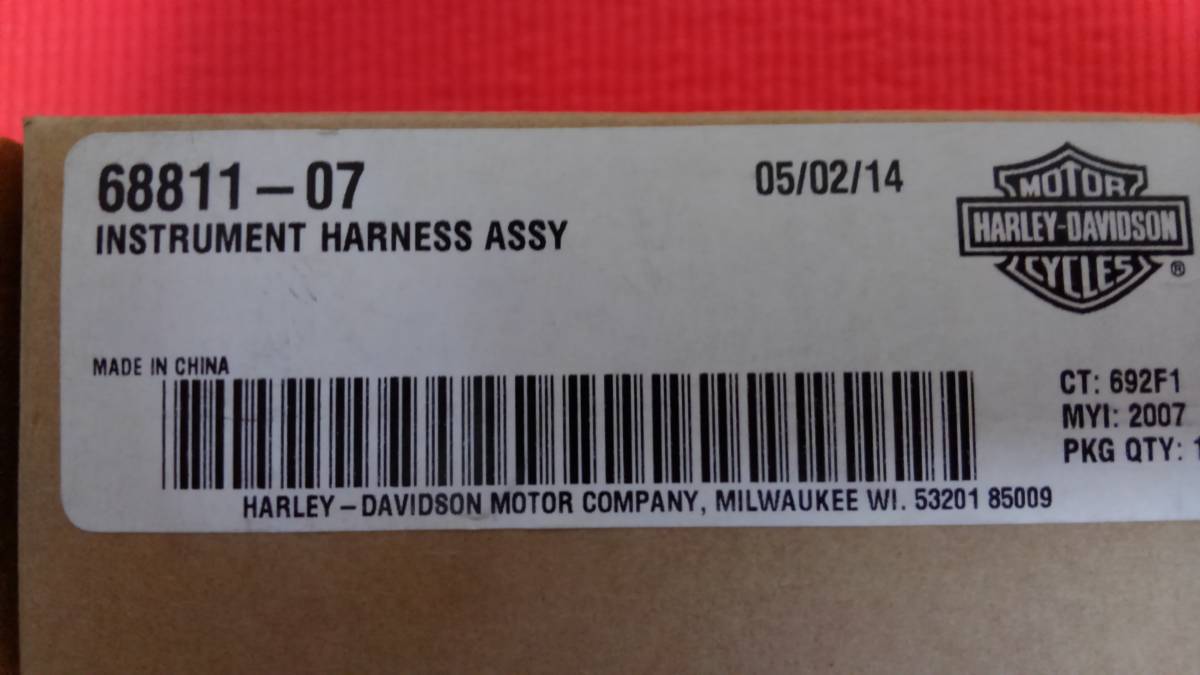 68811-07
05/02/14
INSTRUMENT HARNESS ASSY
MOTOR
HARLEY-DAVIDSON
CYCLES
®
MADE IN CHINA
CT: 692F1
MYI: 2007
PKG QTY: 1
HARLEY-DAVIDSON MOTOR COMPANY, MILWAUKEE WI. 53201 85009